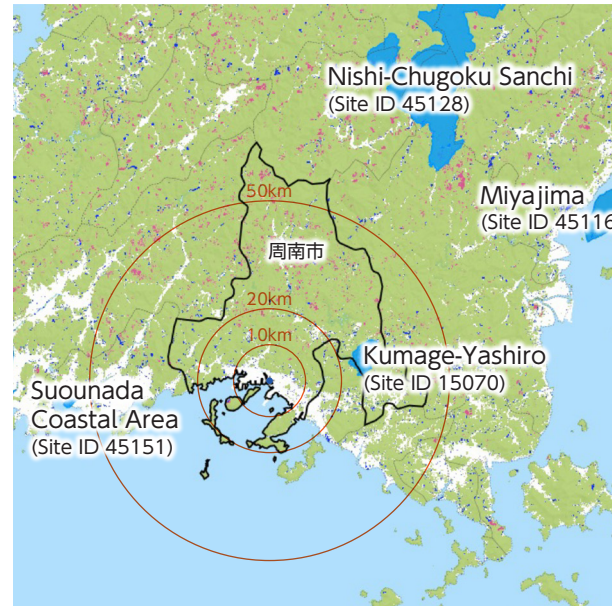 Nishi-Chugoku Sanchi
(Site ID 45128)
Miyajima
(Site ID 45116
50km
周南市
20km
10km
Kumage-Yashiro
(Site ID 15070)
Suounada
Coastal Area
(Site ID 45151)